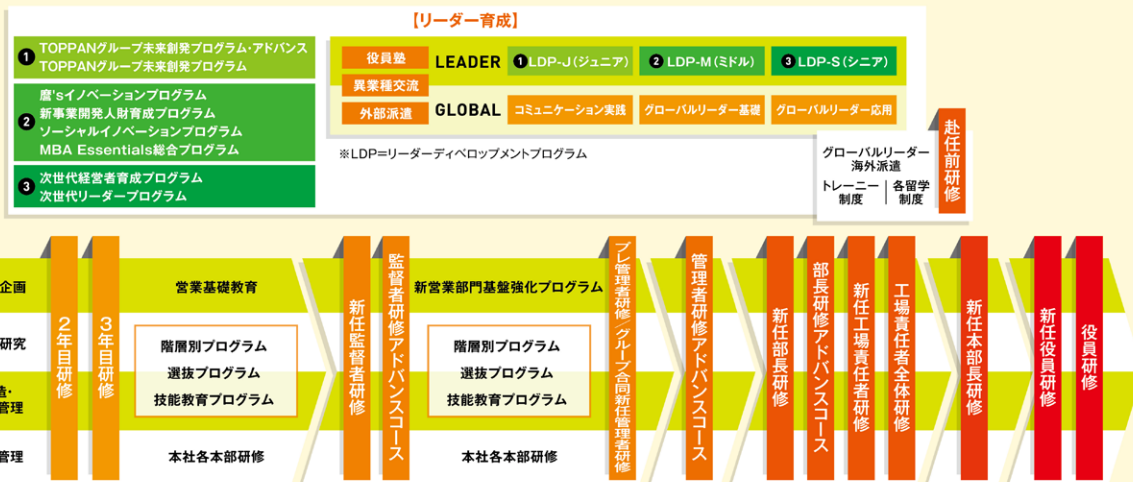 【リーダー育成】
❶ TOPPANグループ未来創発プログラム・アドバンス
TOPPANグループ未来創発プログラム
❷ 麿'sイノベーションプログラム
新事業開発人財育成プログラム
ソーシャルイノベーションプログラム
MBA Essentials総合プログラム
❸ 次世代経営者育成プログラム
次世代リーダープログラム
役員塾
異業種交流
外部派遣
LEADER
❶LDP-J（ジュニア）
❷LDP-M（ミドル）
❸LDP-S（シニア）
GLOBAL
コミュニケーション実践
グローバルリーダー基礎
グローバルリーダー応用
※LDP＝リーダーディベロップメントプログラム
グローバルリーダー
海外派遣
トレーニー
制度
各留学
制度
赴任前研修
企画
研究
造・
管理
管理
2年目研修
3年目研修
営業基礎教育
階層別プログラム
選抜プログラム
技能教育プログラム
本社各本部研修
新任監督者研修
監督者研修アドバンスコース
新営業部門基盤強化プログラム
階層別プログラム
選抜プログラム
技能教育プログラム
本社各本部研修
プレ管理者研修／グループ合同新任管理者研修
管理者研修アドバンスコース
新任部長研修
部長研修アドバンスコース
新任工場責任者研修
工場責任者全体研修
新任本部長研修
新任役員研修
役員研修